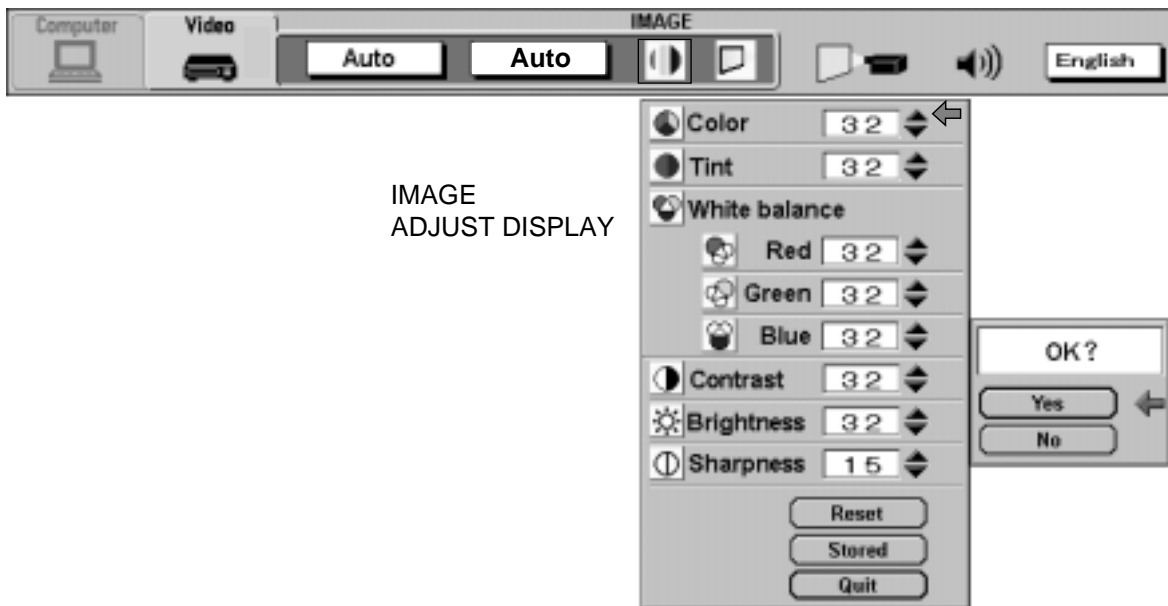 Computer Video IMAGE
Auto Auto English
IMAGE
ADJUST DISPLAY
Color 32
Tint 32
White balance
Red 32
Green 32
Blue 32
Contrast 32
Brightness 32
Sharpness 15
Reset
Stored
Quit
OK?
Yes
No